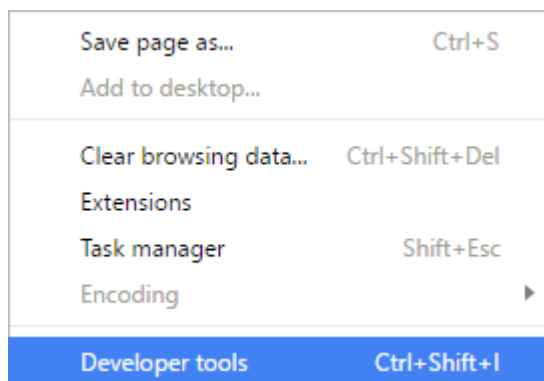 Save page as... Ctrl+S
Add to desktop...
Clear browsing data... Ctrl+Shift+Del
Extensions
Task manager Shift+Esc
Encoding
Developer tools Ctrl+Shift+I